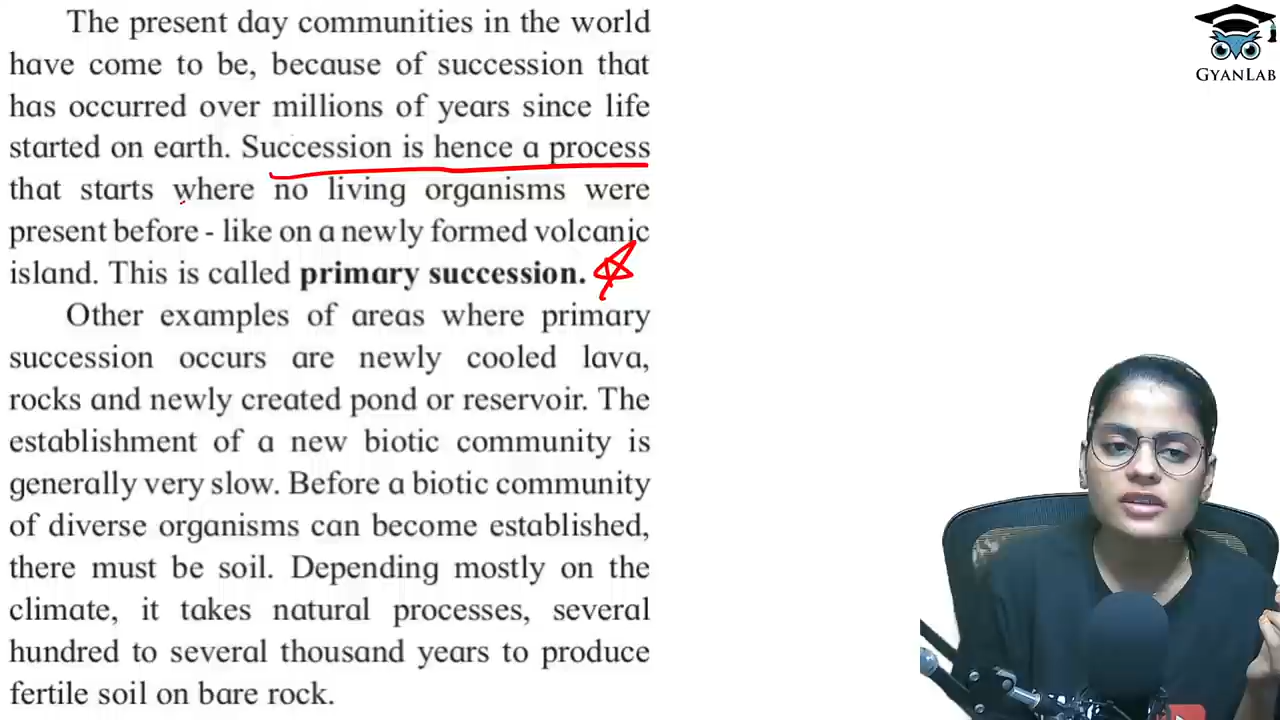 The present day communities in the world
have come to be, because of succession that
has occurred over millions of years since life
started on earth. Succession is hence a process
that starts where no living organisms were
present before - like on a newly formed volcanic
island. This is called primary succession.
Other examples of areas where primary
succession occurs are newly cooled lava,
rocks and newly created pond or reservoir. The
establishment of a new biotic community is
generally very slow. Before a biotic community
of diverse organisms can become established,
there must be soil. Depending mostly on the
climate, it takes natural processes, several
hundred to several thousand years to produce
fertile soil on bare rock.
GYANLAB